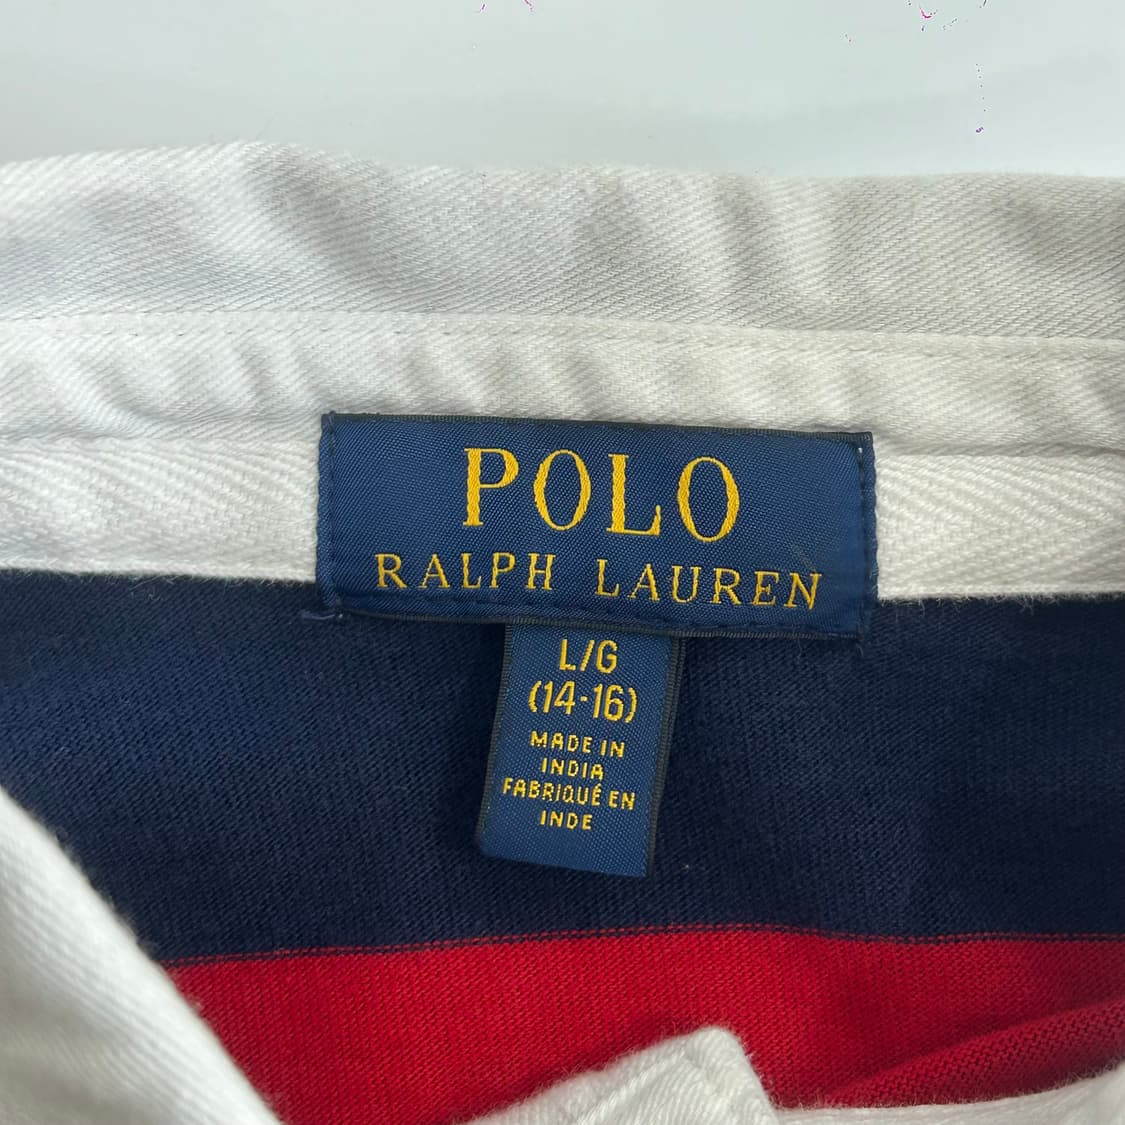 POLO
RALPH LAUREN
L/G
(14-16)
MADE IN
INDIA
FABRIQUÉ EN
INDE